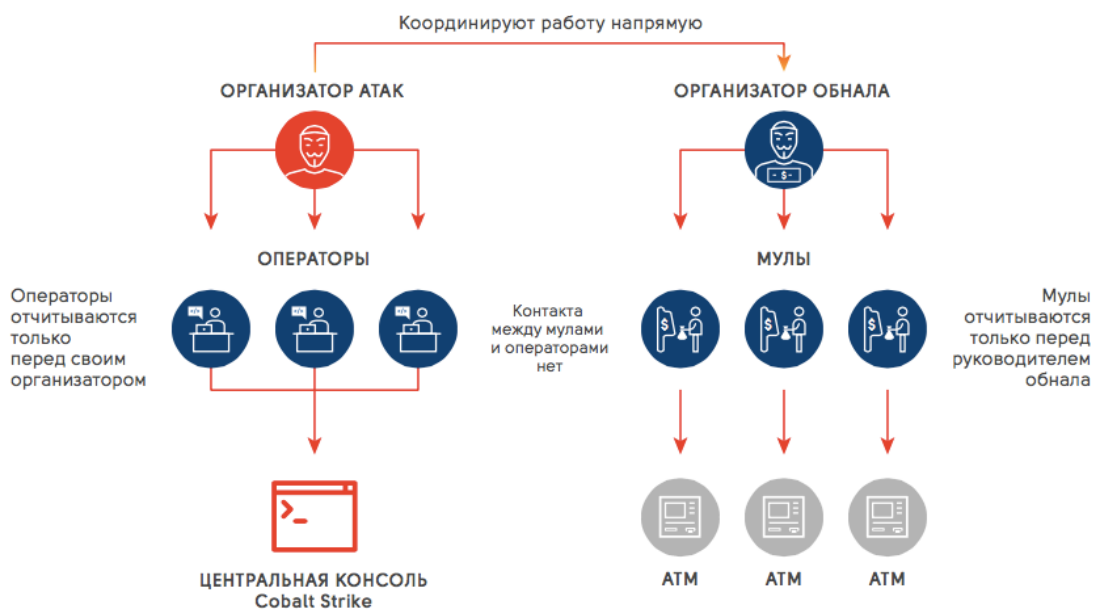 Координируют работу напрямую
ОРГАНИЗАТОР АТАК
ОРГАНИЗАТОР ОБНАЛА
-$-
ОПЕРАТОРЫ
МУЛЫ
Операторы
отчитываются
только
перед своим
организатором
</>
</>
</>
Контакта
между мулами
и операторами
нет
$
$
$
Мулы
отчитываются
только перед
руководителем
обнала
>_
ЦЕНТРАЛЬНАЯ КОНСОЛЬ
Cobalt Strike
ATM
ATM
ATM